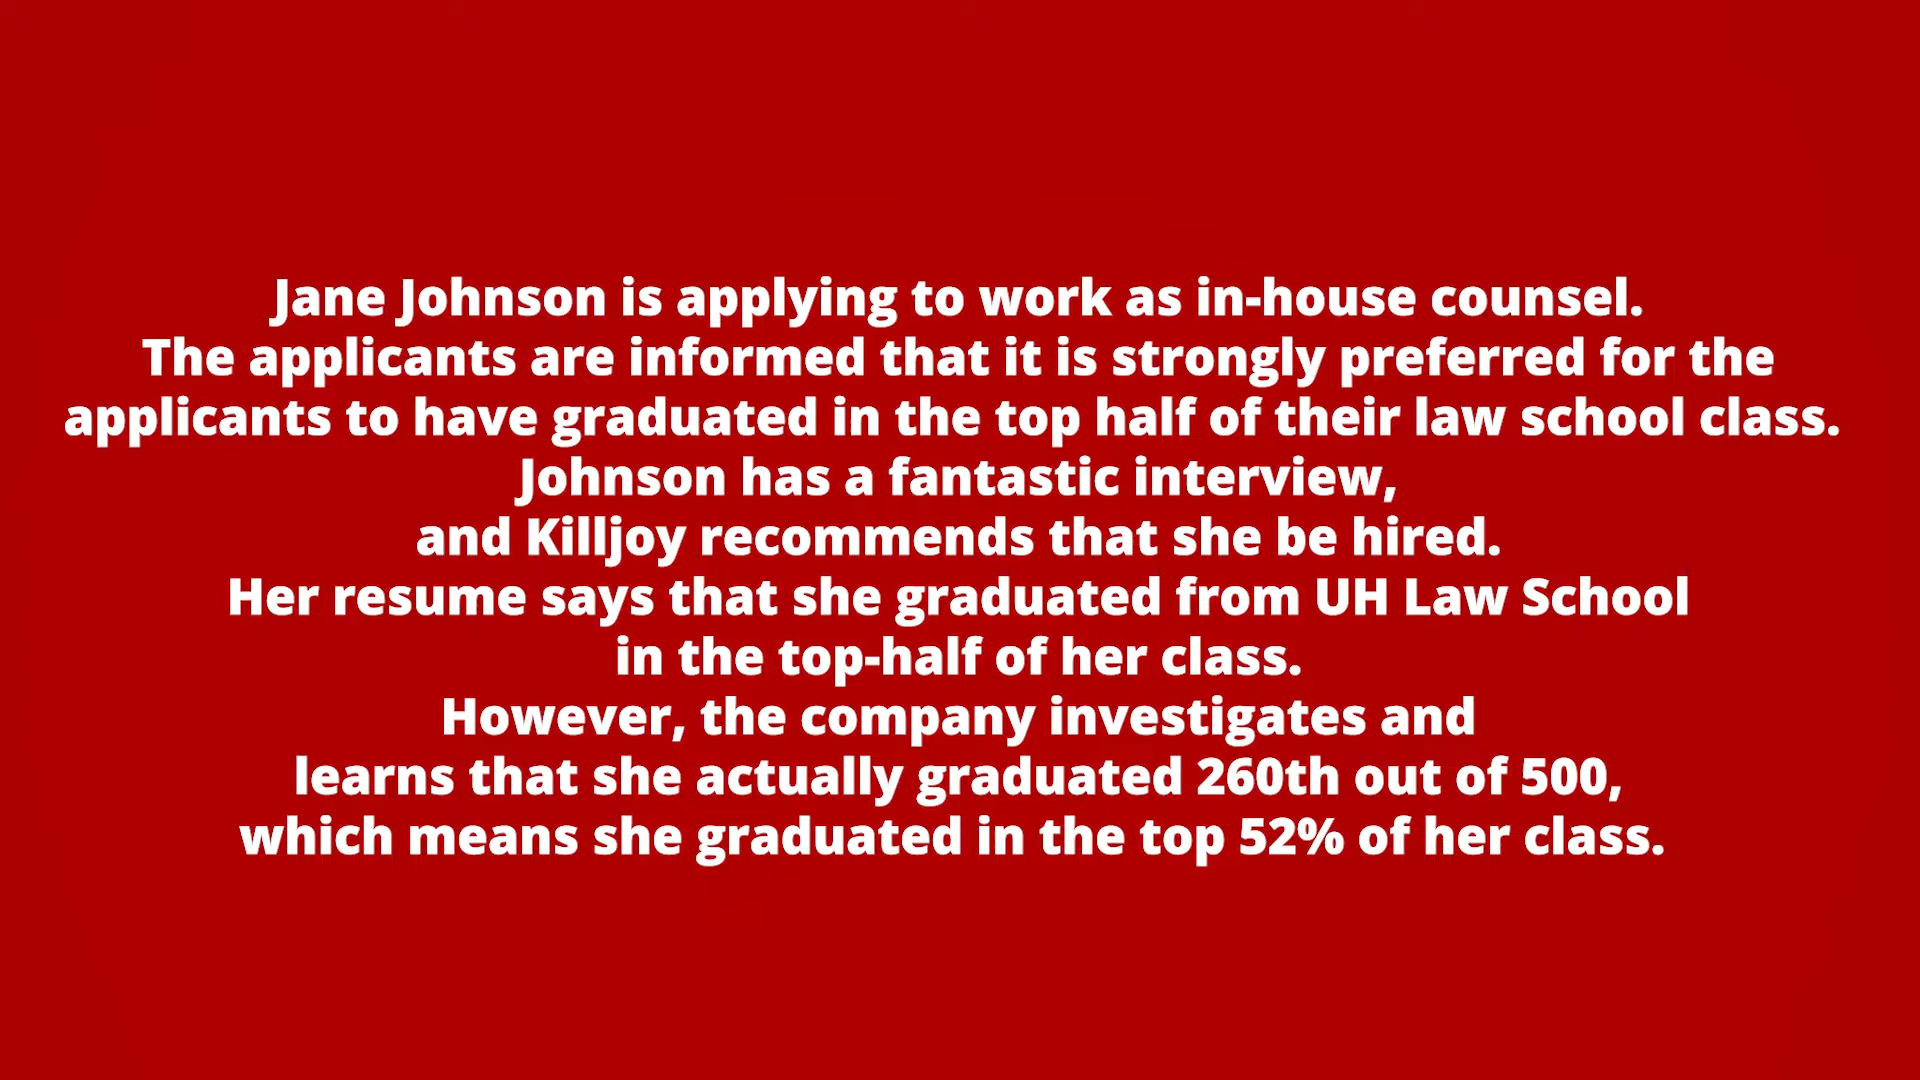 Jane Johnson is applying to work as in-house counsel.
The applicants are informed that it is strongly preferred for the
applicants to have graduated in the top half of their law school class.
Johnson has a fantastic interview,
and Killjoy recommends that she be hired.
Her resume says that she graduated from UH Law School
in the top-half of her class.
However, the company investigates and
learns that she actually graduated 260th out of 500,
which means she graduated in the top 52% of her class.